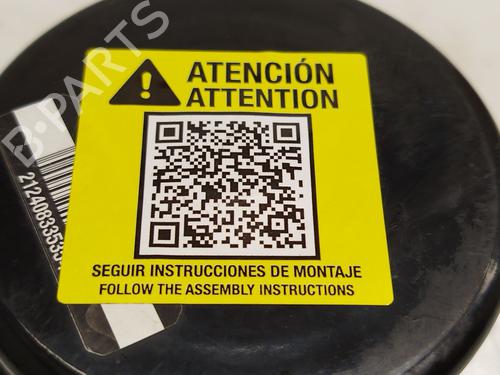 B-PARTS
ATENCIÓN
ATTENTION
SEGUIR INSTRUCCIONES DE MONTAJE
FOLLOW THE ASSEMBLY INSTRUCTIONS